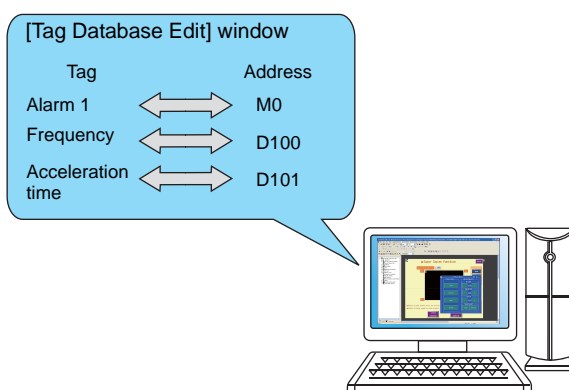 [Tag Database Edit] window
Tag Address
Alarm 1 M0
Frequency D100
Acceleration D101
time